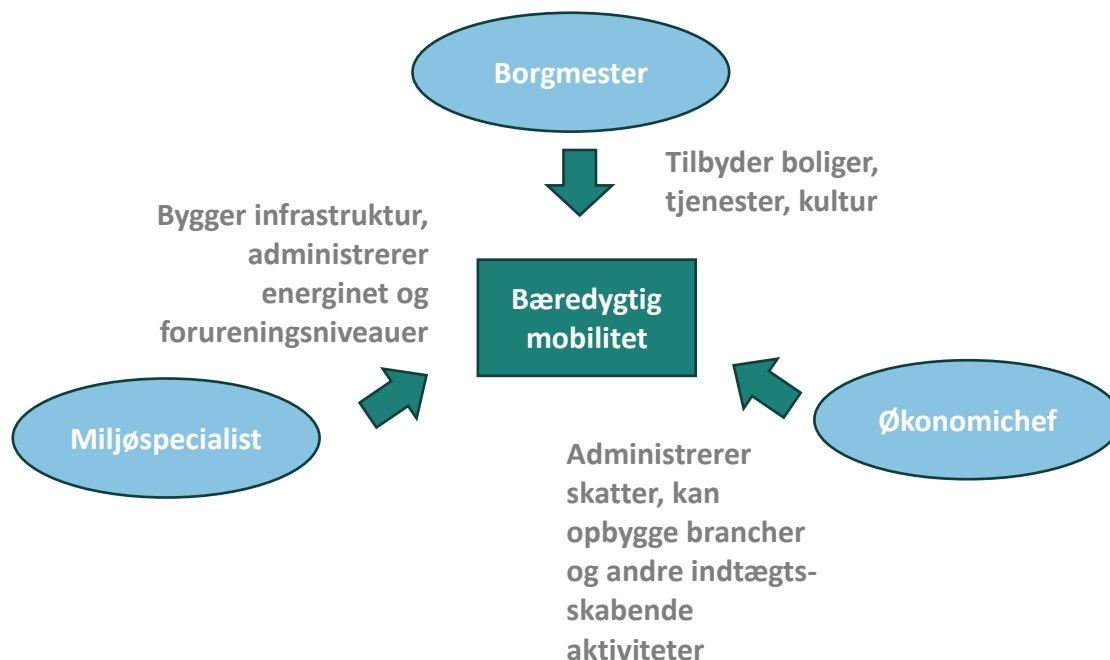 Borgmester
Tilbyder boliger,
tjenester, kultur
Bygger infrastruktur,
administrerer
energinet og
forureningsniveauer
Bæredygtig
mobilitet
Miljøspecialist
Økonomichef
Administrerer
skatter, kan
opbygge brancher
og andre indtægts-
skabende
aktiviteter